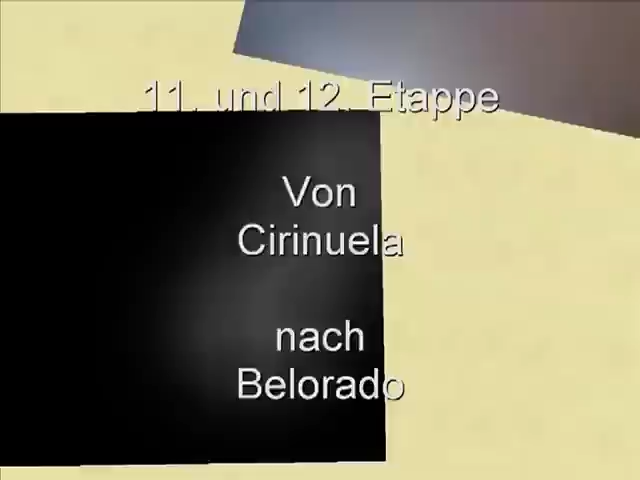 11. und 12. Etappe
Von
Cirinuela
nach
Belorado